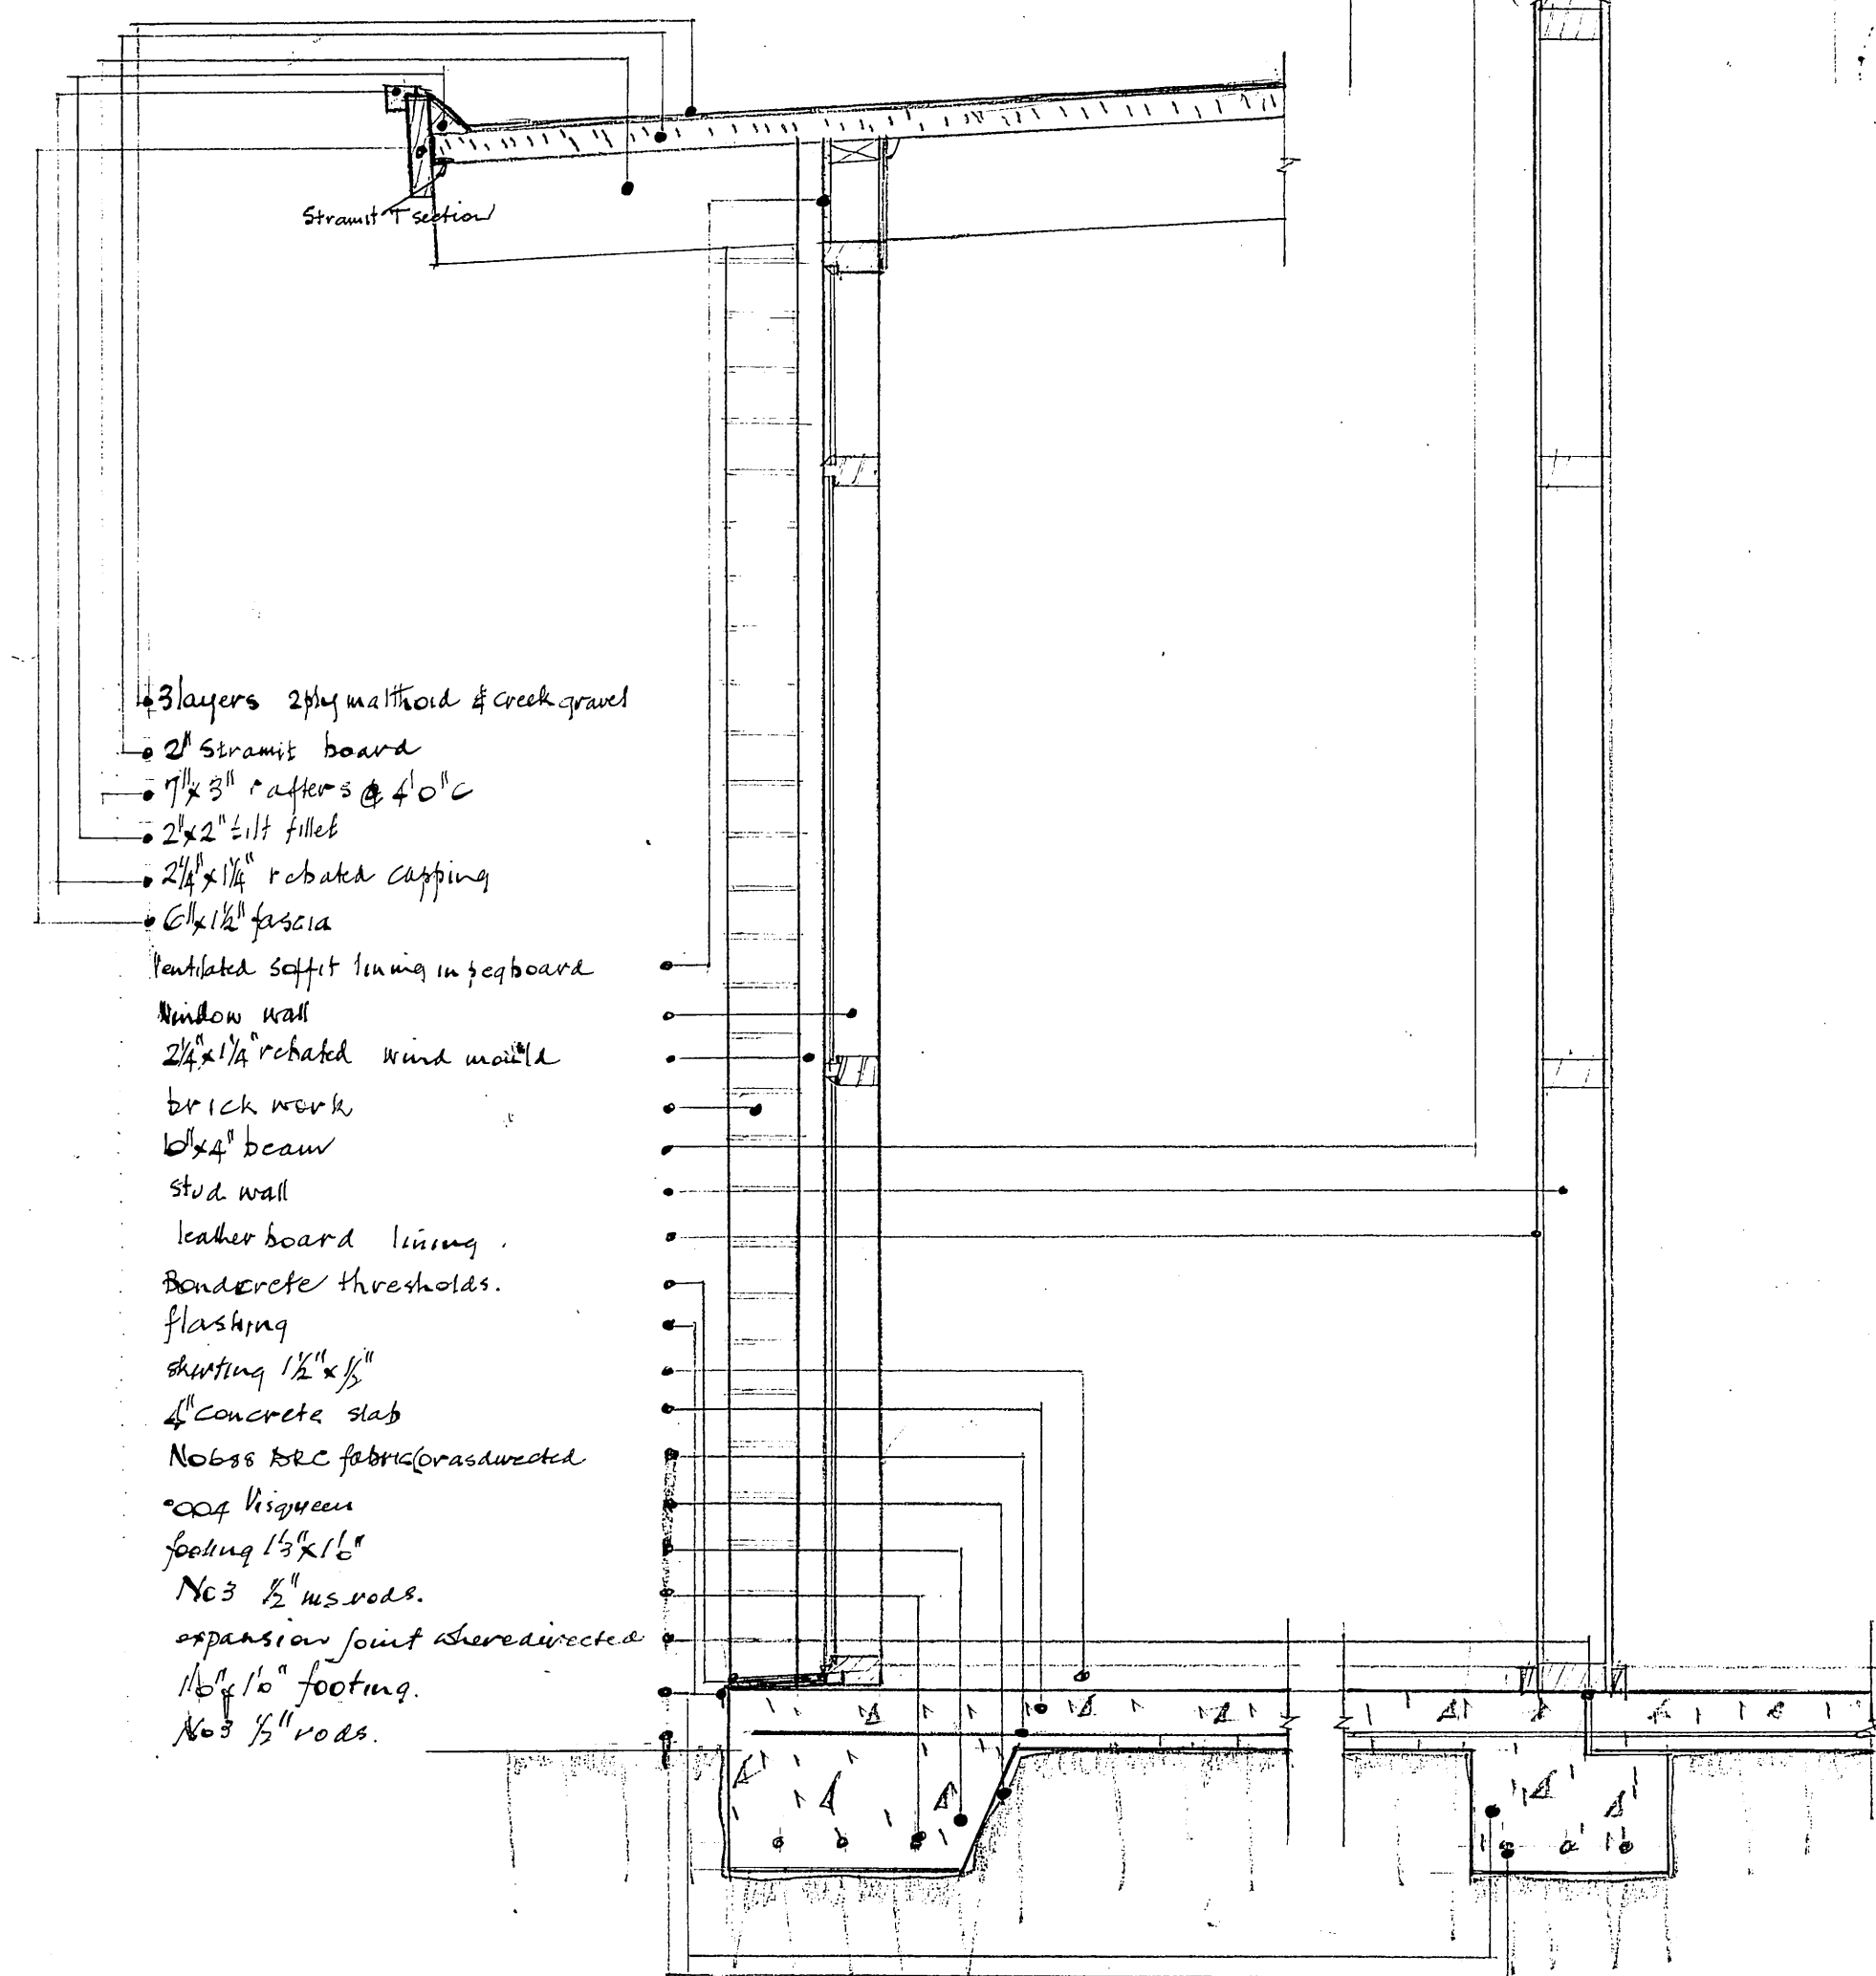 Stramit T section
3 layers 2ply malthoid & creek gravel
2" Stramit board
7"x3" rafters @ 4'0"C
2"x2" tilt fillet
2¼"x1¼" rebated capping
6"x1½" fascia
Ventilated soffit lining in pegboard
Window wall
2¼"x1¼" rebated wind mould
brick work
10"x4" beam
stud wall
leather board lining.
Bondcrete thresholds.
flashing
skirting 1½"x½"
4" Concrete slab
No688 BRC fabric (or as directed
.004 Visqueen
footing 1'3"x1'6"
No3 ½" ms rods.
expansion joint where directed
1'6"x1'6" footing.
No3 ½" rods.